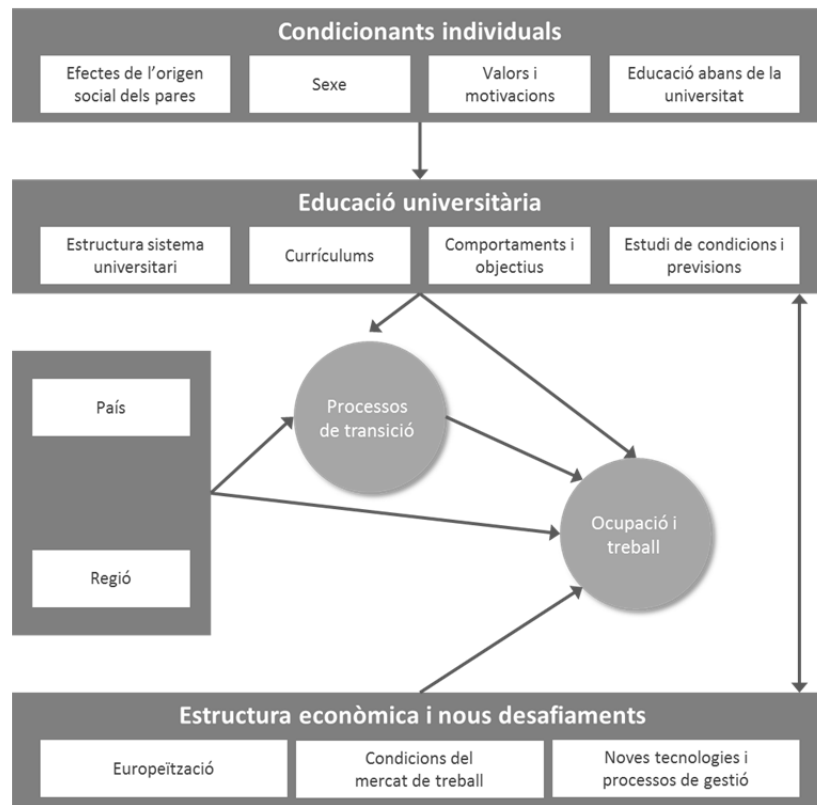 Condicionants individuals
Efectes de l’origen
social dels pares
Sexe
Valors i
motivacions
Educació abans de la
universitat
Educació universitària
Estructura sistema
universitari
Currículums
Comportaments i
objectius
Estudi de condicions i
previsions
País
Regió
Processos
de transició
Ocupació i
treball
Estructura econòmica i nous desafiaments
Europeïtzació
Condicions del
mercat de treball
Noves tecnologies i
processos de gestió